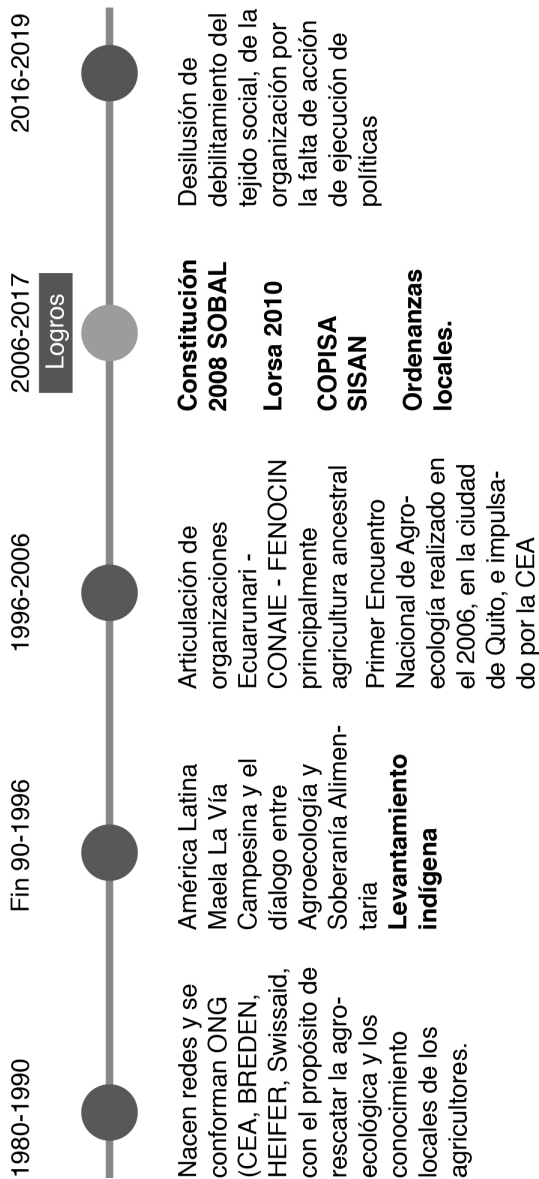 1980-1990
Nacen redes y se
conforman ONG
(CEA, BREDEN,
HEIFER, Swissaid,
con el propósito de
rescatar la agro-
ecológica y los
conocimiento
locales de los
agricultores.
Fin 90-1996
América Latina
Maela La Vía
Campesina y el
díalogo entre
Agroecología y
Soberanía Alimen-
taria
Levantamiento
indígena
1996-2006
Articulación de
organizaciones
Ecuarunari -
CONAIE - FENOCIN
principalmente
agricultura ancestral
Primer Encuentro
Nacional de Agro-
ecología realizado en
el 2006, en la ciudad
de Quito, e impulsa-
do por la CEA
2006-2017
Logros
Constitución
2008 SOBAL
Lorsa 2010
COPISA
SISAN
Ordenanzas
locales.
2016-2019
Desilusión de
debilitamiento del
tejido social, de la
organización por
la falta de acción
de ejecución de
políticas